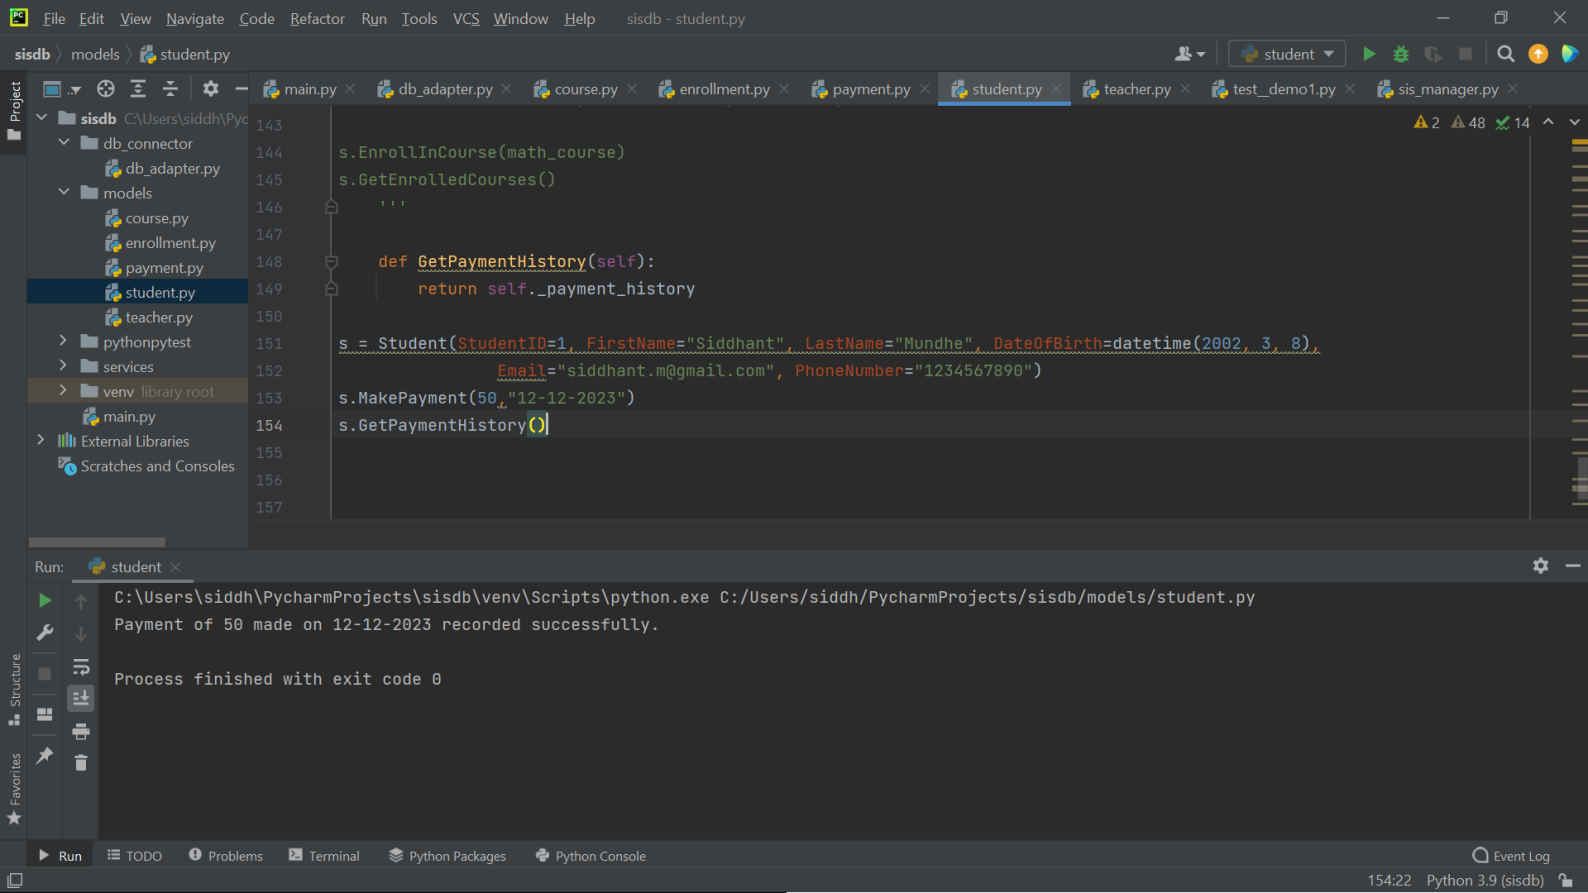 PC File Edit View Navigate Code Refactor Run Tools VCS Window Help sisdb - student.py
sisdb models student.py student
Project
main.py db_adapter.py course.py enrollment.py payment.py student.py teacher.py test__demo1.py sis_manager.py
sisdb C:\Users\siddh\Pyc
db_connector
db_adapter.py
models
course.py
enrollment.py
payment.py
student.py
teacher.py
pythonpytest
services
venv library root
main.py
External Libraries
Scratches and Consoles
2 48 14
143
144 s.EnrollInCourse(math_course)
145 s.GetEnrolledCourses()
146 '''
147
148 def GetPaymentHistory(self):
149 return self._payment_history
150
151 s = Student(StudentID=1, FirstName="Siddhant", LastName="Mundhe", DateOfBirth=datetime(2002, 3, 8),
152 Email="siddhant.m@gmail.com", PhoneNumber="1234567890")
153 s.MakePayment(50,"12-12-2023")
154 s.GetPaymentHistory()
155
156
157
Run: student
C:\Users\siddh\PycharmProjects\sisdb\venv\Scripts\python.exe C:/Users/siddh/PycharmProjects/sisdb/models/student.py
Payment of 50 made on 12-12-2023 recorded successfully.
Process finished with exit code 0
Structure
Favorites
Run TODO Problems Terminal Python Packages Python Console Event Log
154:22 Python 3.9 (sisdb)